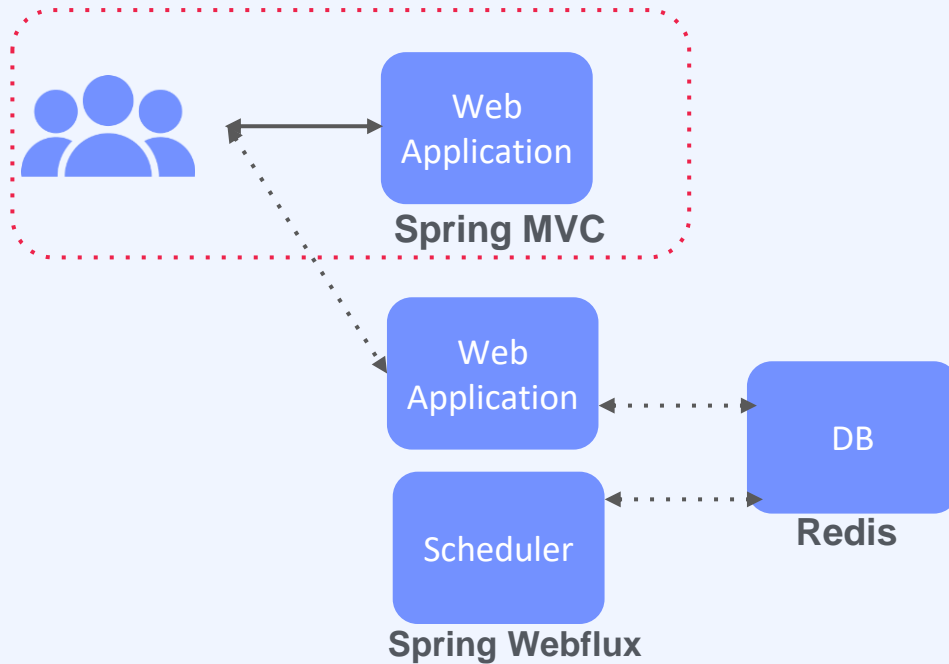 Web
Application
Spring MVC
Web
Application
DB
Redis
Scheduler
Spring Webflux